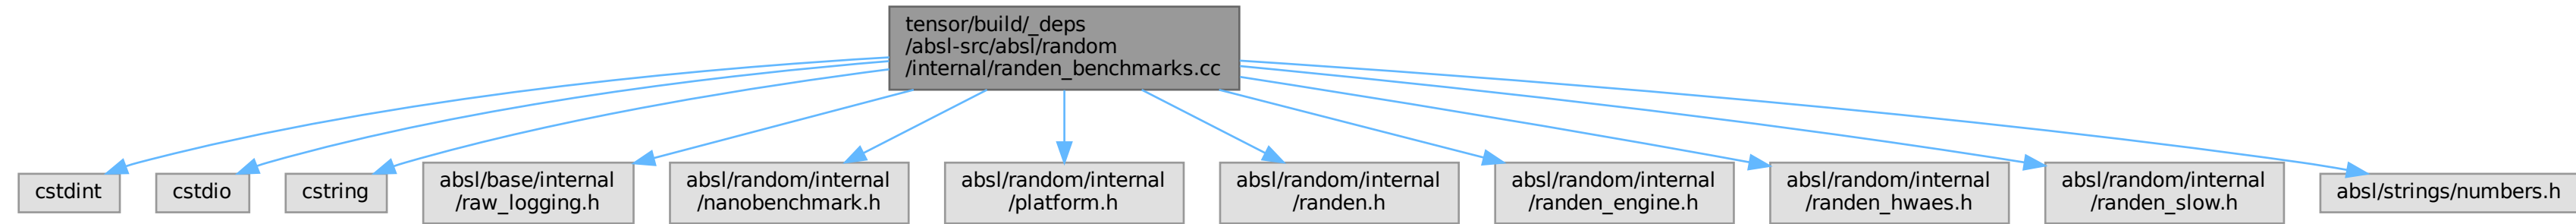 tensor/build/_deps
/absl-src/absl/random
/internal/randen_benchmarks.cc
cstdint
cstdio
cstring
absl/base/internal
/raw_logging.h
absl/random/internal
/nanobenchmark.h
absl/random/internal
/platform.h
absl/random/internal
/randen.h
absl/random/internal
/randen_engine.h
absl/random/internal
/randen_hwaes.h
absl/random/internal
/randen_slow.h
absl/strings/numbers.h